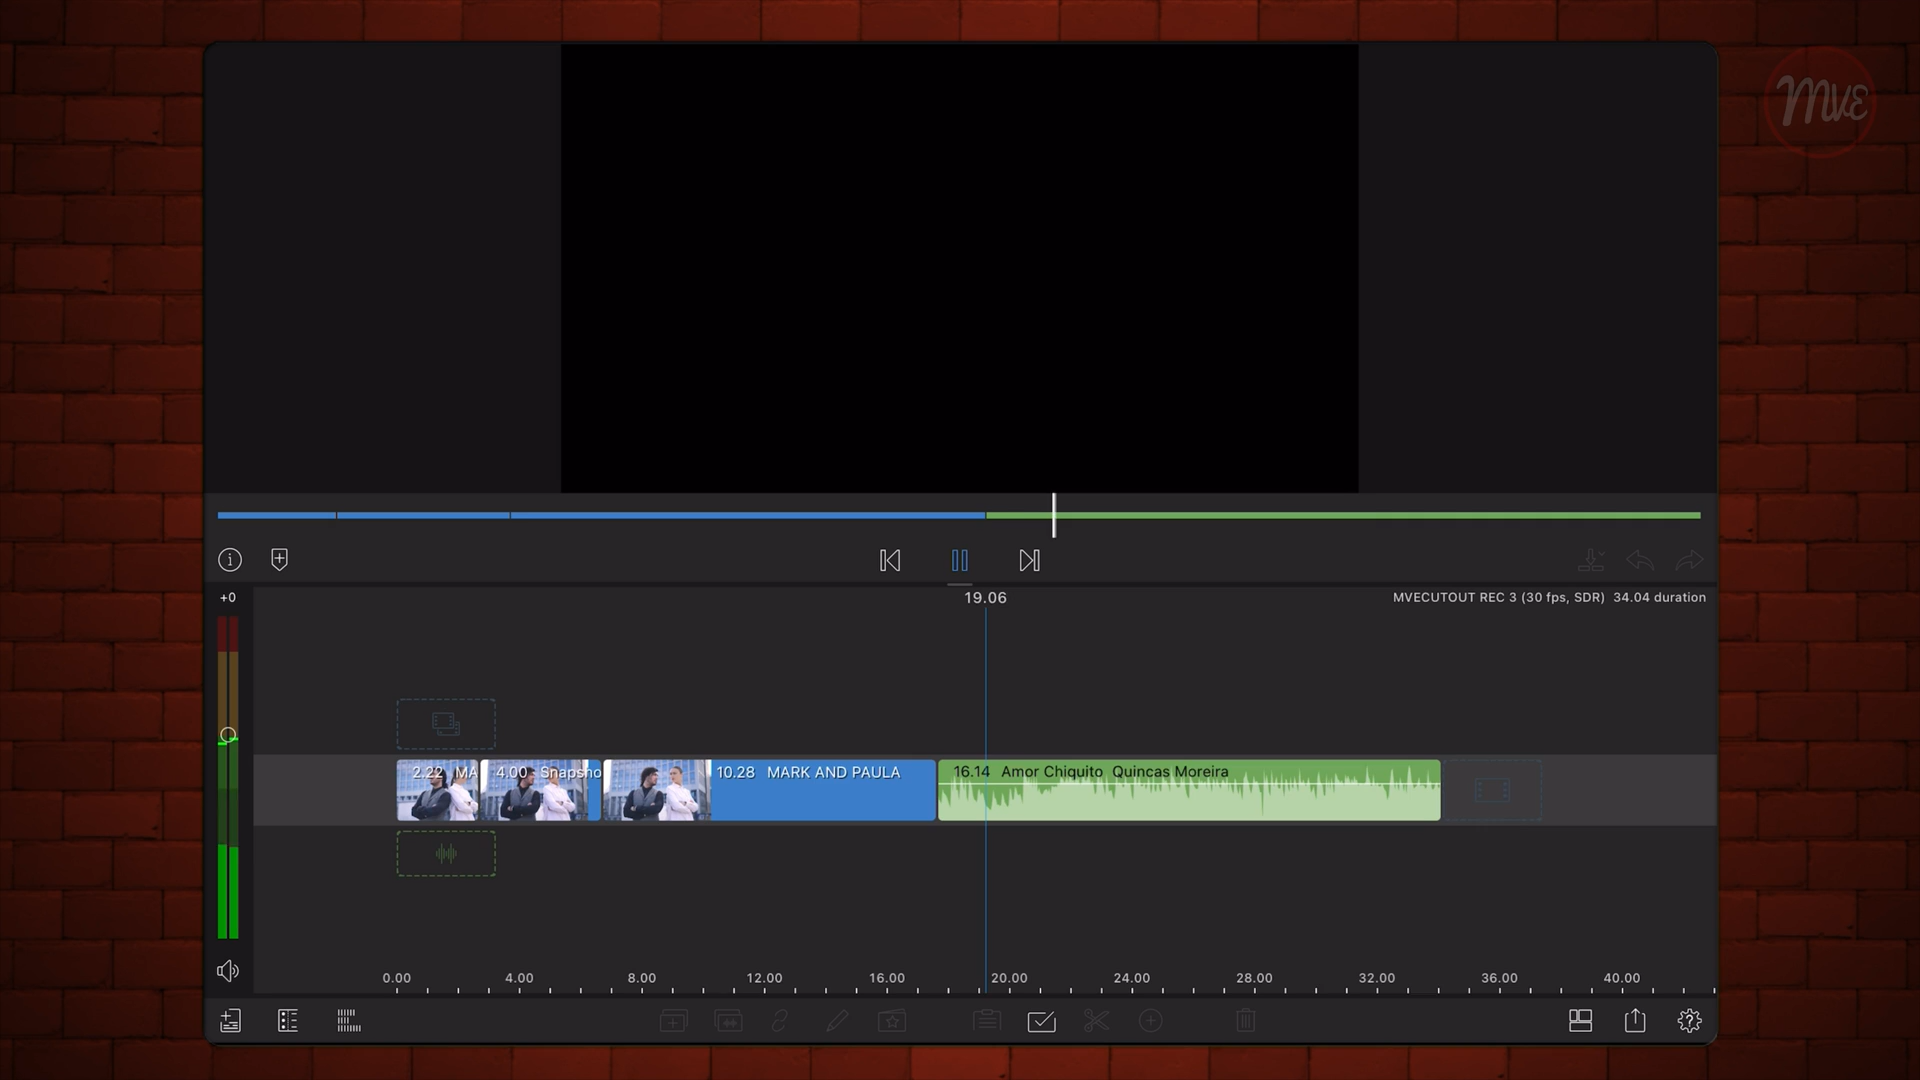 MVE
+0
19.06
MVECUTOUT REC 3 (30 fps, SDR) 34.04 duration
2.22 MA
4.00 Snapsho
10.28 MARK AND PAULA
16.14 Amor Chiquito Quincas Moreira
0.00 4.00 8.00 12.00 16.00 20.00 24.00 28.00 32.00 36.00 40.00